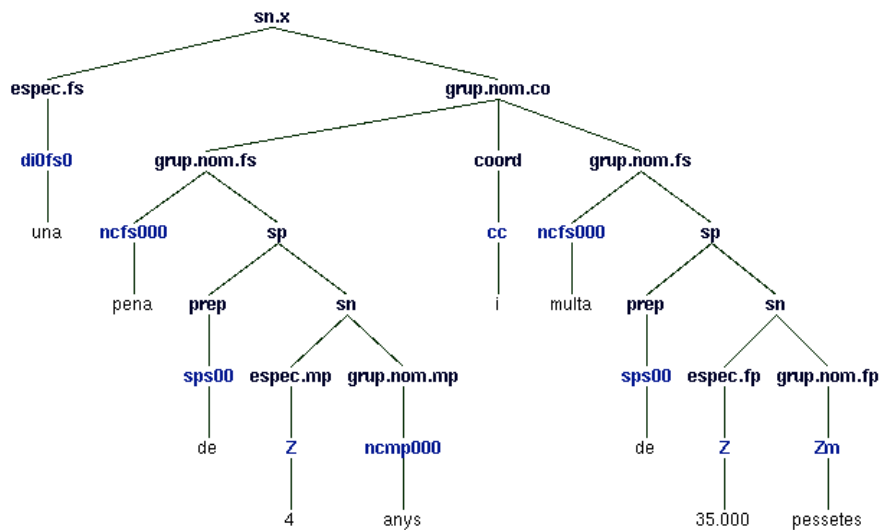 sn.x
espec.fs grup.nom.co
di0fs0 grup.nom.fs coord grup.nom.fs
una ncfs000 sp cc ncfs000 sp
pena prep sn i multa prep sn
sps00 espec.mp grup.nom.mp sps00 espec.fp grup.nom.fp
de Z ncmp000 de Z Zm
4 anys 35.000 pessetes